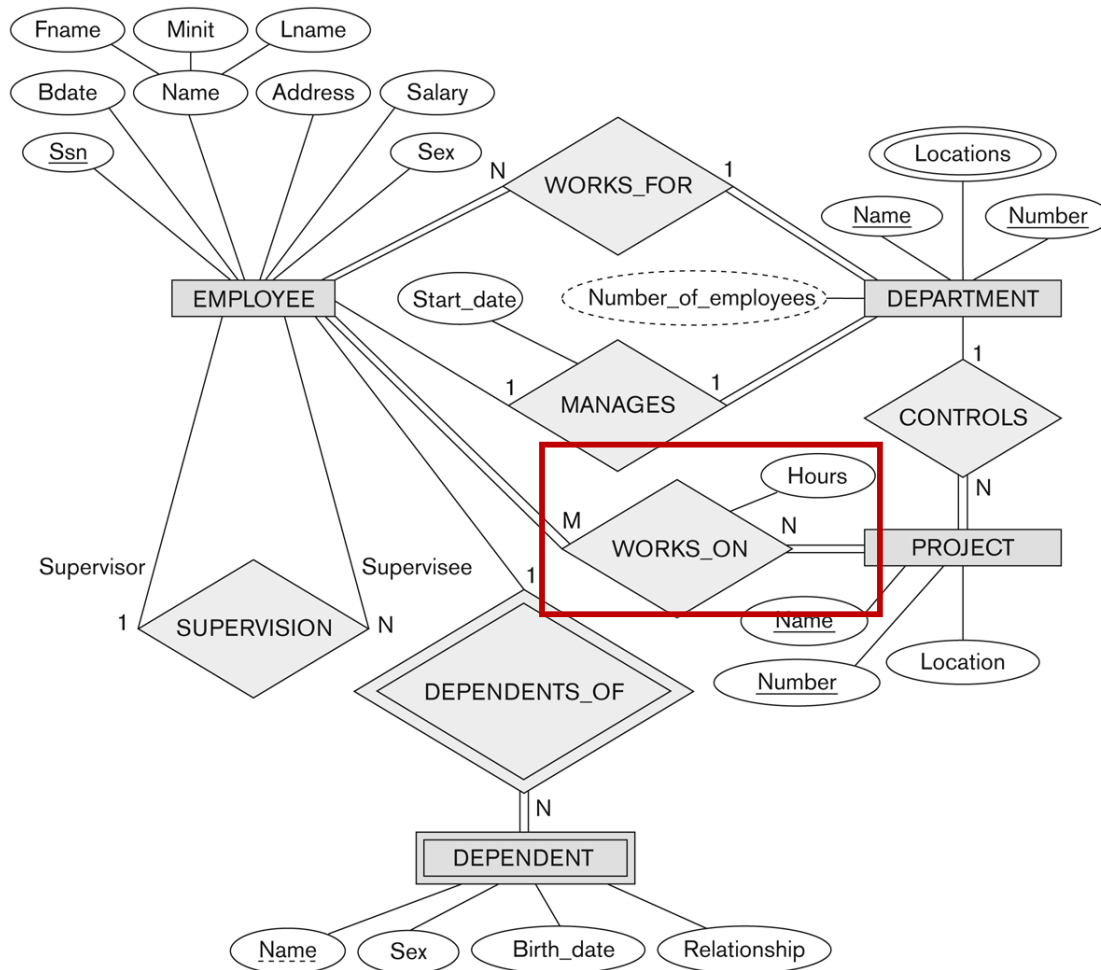 Fname Minit Lname
Bdate Name Address Salary
Ssn Sex
N WORKS_FOR 1
Locations
Name Number
EMPLOYEE
Start_date
Number_of_employees
DEPARTMENT
1 MANAGES 1
1
CONTROLS
N
Hours
M WORKS_ON N
PROJECT
Name
Number
Location
Supervisor Supervisee
1 SUPERVISION N
1
DEPENDENTS_OF
N
DEPENDENT
Name Sex Birth_date Relationship